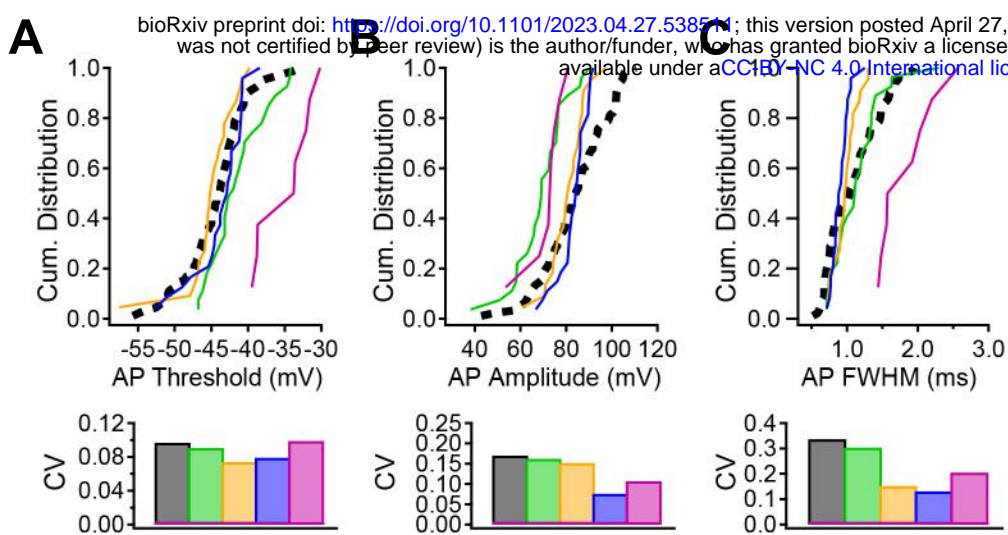 bioRxiv preprint doi: https://doi.org/10.1101/2023.04.27.538511; this version posted April 27,
was not certified by peer review) is the author/funder, who has granted bioRxiv a license
available under aCC-BY-NC 4.0 International lic
A
B
C
Cum. Distribution
1.0
0.8
0.6
0.4
0.2
0.0
-55 -50 -45 -40 -35 -30
AP Threshold (mV)
Cum. Distribution
1.0
0.8
0.6
0.4
0.2
0.0
40 60 80 100 120
AP Amplitude (mV)
Cum. Distribution
1.0
0.8
0.6
0.4
0.2
0.0
1.0 2.0 3.0
AP FWHM (ms)
CV
0.12
0.08
0.04
0.00
CV
0.25
0.20
0.15
0.10
0.05
0.00
CV
0.4
0.3
0.2
0.1
0.0